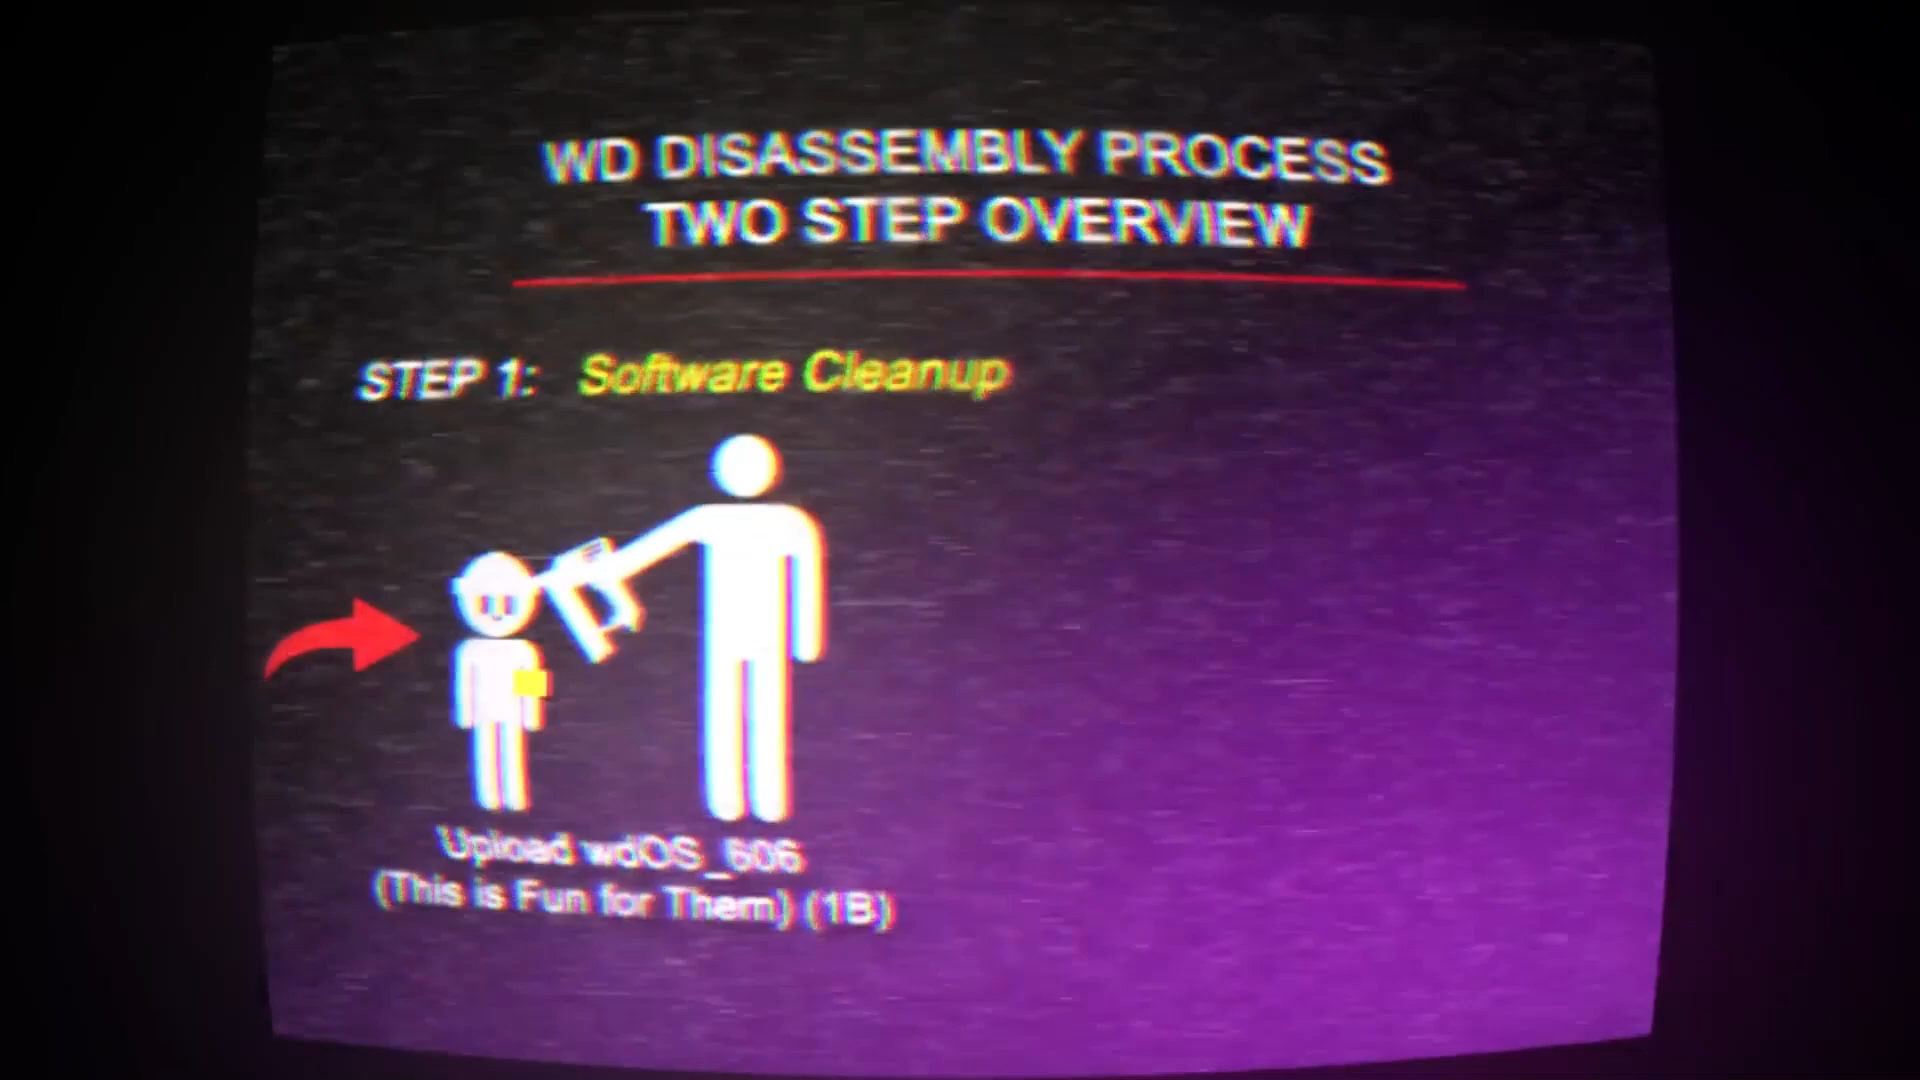 WD DISASSEMBLY PROCESS
TWO STEP OVERVIEW
STEP 1: Software Cleanup
Upload wdOS_606
(This is Fun for Them) (1B)